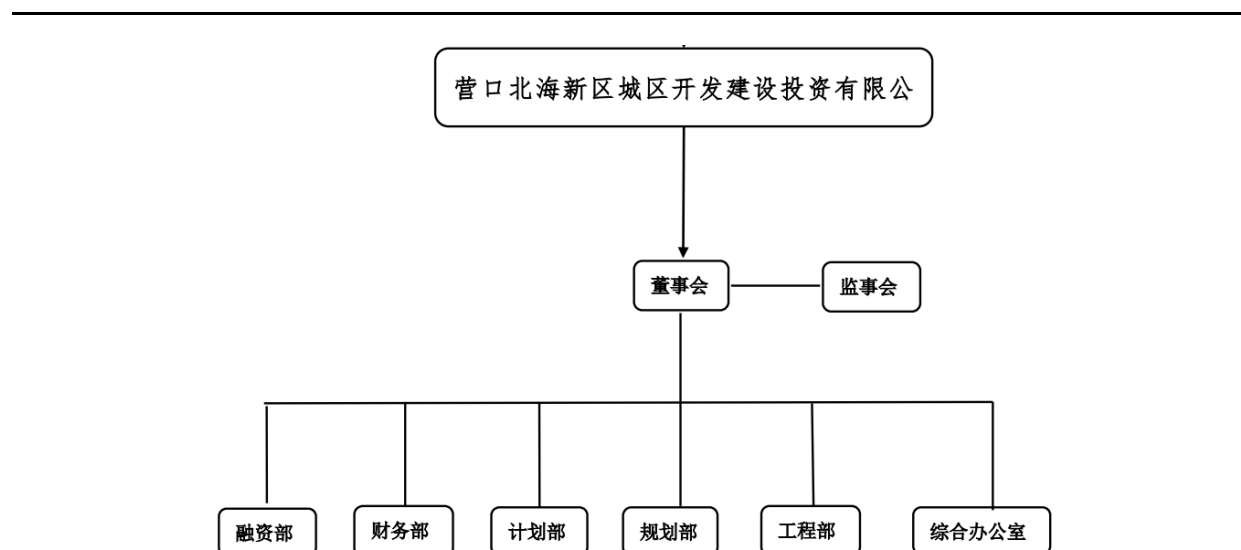 营口北海新区城区开发建设投资有限公
董事会
监事会
融资部
财务部
计划部
规划部
工程部
综合办公室